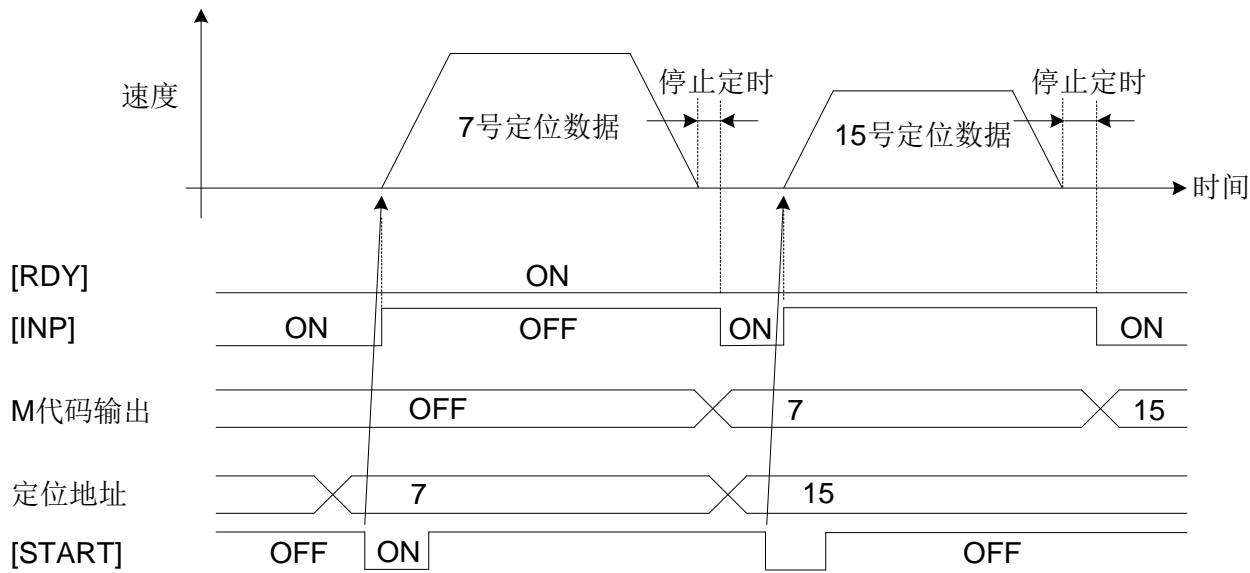 速度
停止定时
停止定时
7号定位数据
15号定位数据
时间
[RDY]
ON
[INP]
ON
OFF
ON
ON
M代码输出
OFF
7
15
定位地址
7
15
[START]
OFF
ON
OFF